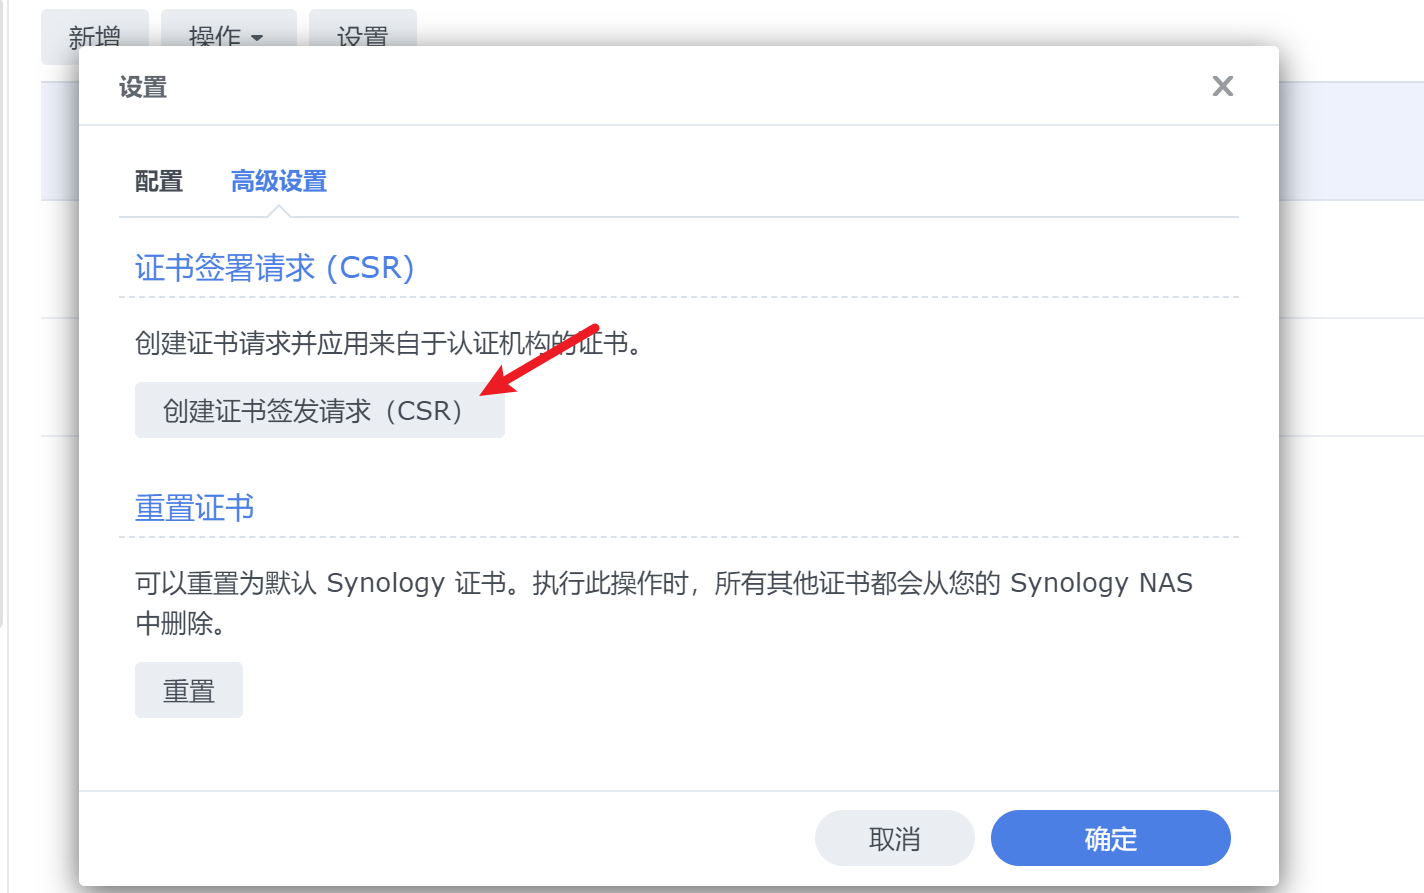 新增 操作 设置
设置
配置 高级设置
证书签署请求 (CSR)
创建证书请求并应用来自于认证机构的证书。
创建证书签发请求（CSR）
重置证书
可以重置为默认 Synology 证书。执行此操作时，所有其他证书都会从您的 Synology NAS
中删除。
重置
取消 确定